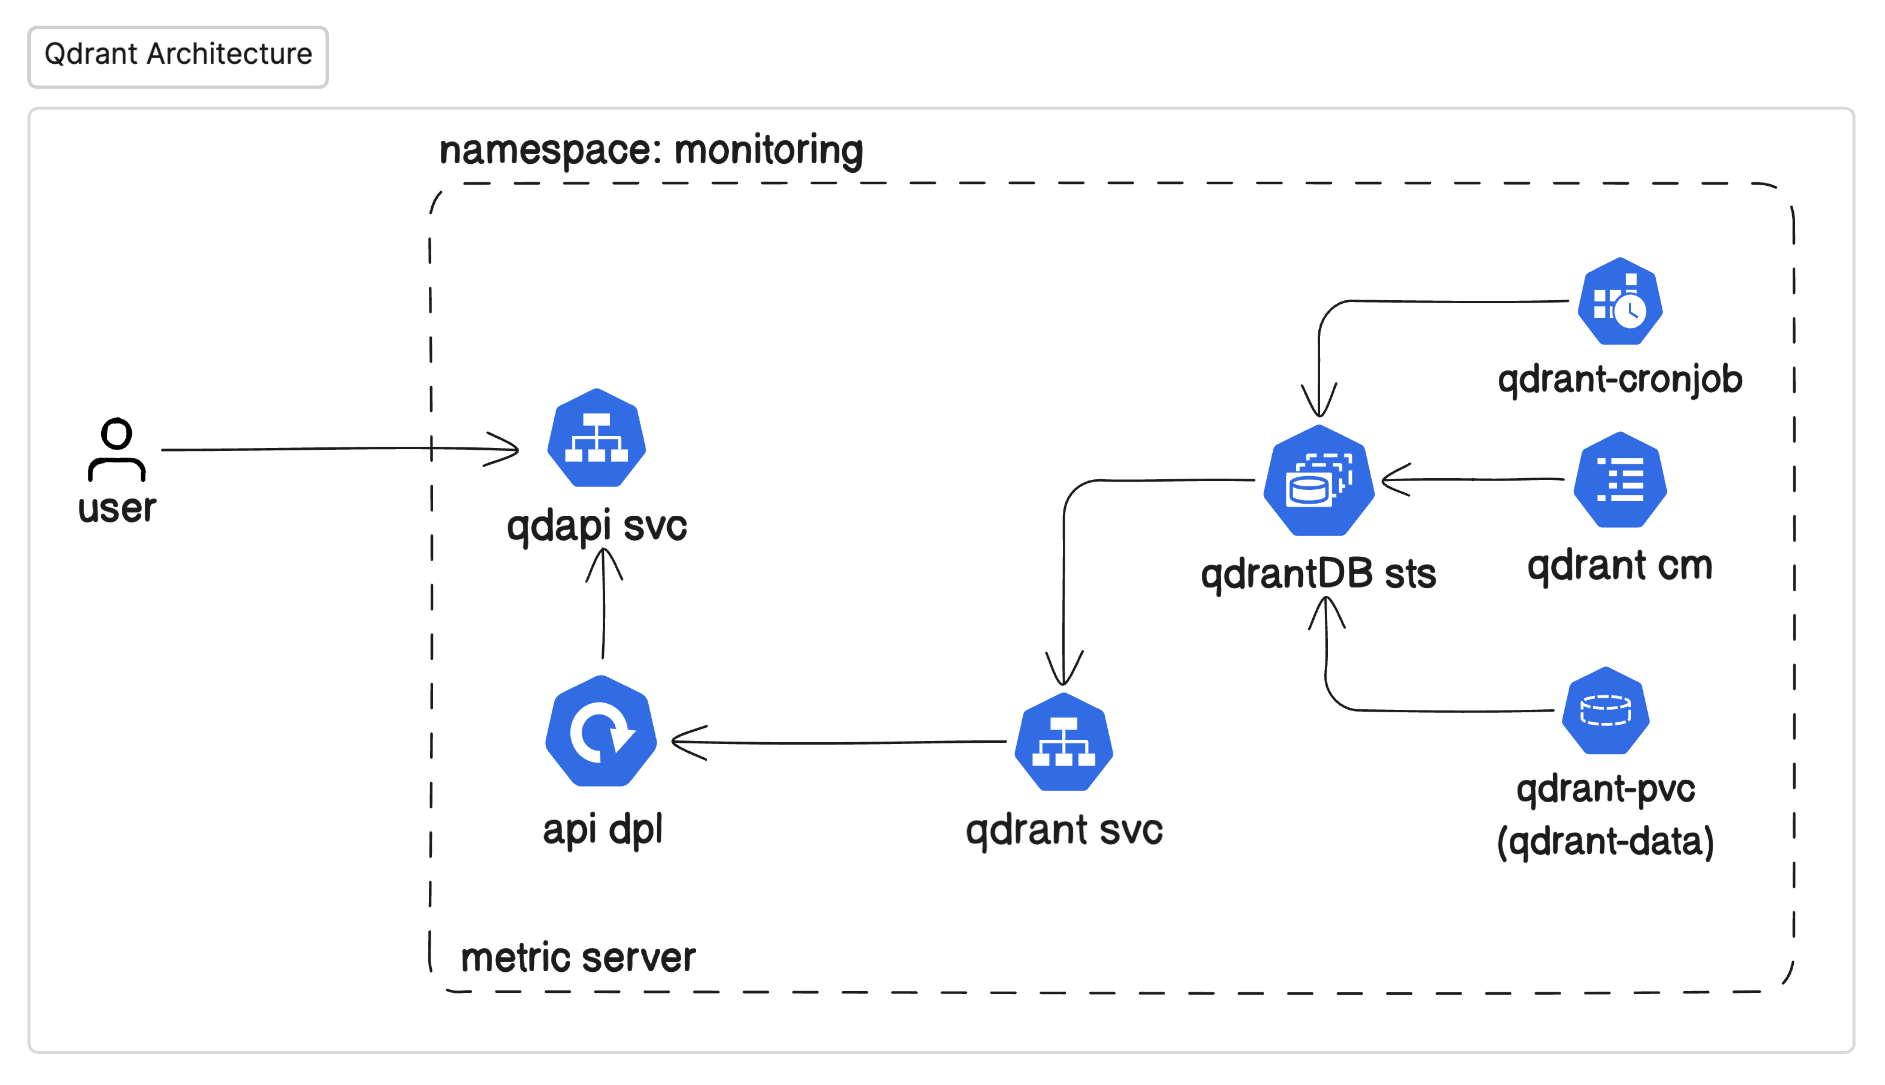 Qdrant Architecture
namespace: monitoring
qdrant-cronjob
user
qdapi svc
qdrantDB sts
qdrant cm
api dpl
qdrant svc
qdrant-pvc
(qdrant-data)
metric server